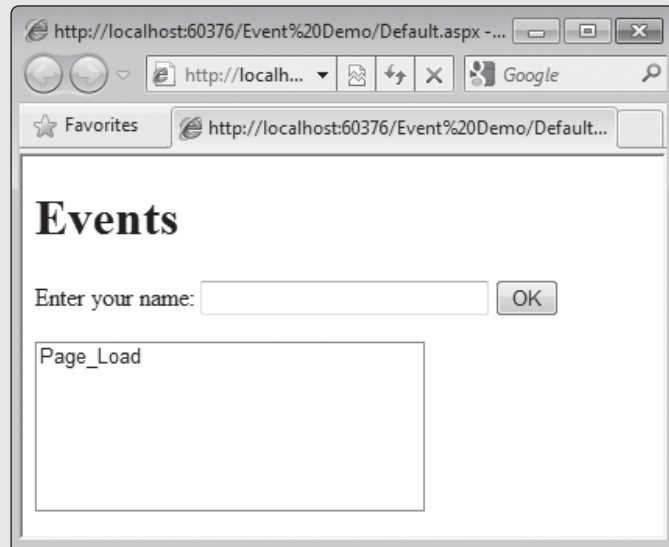 http://localhost:60376/Event%20Demo/Default.aspx -...
http://localh...
Google
Favorites
http://localhost:60376/Event%20Demo/Default...
Events
Enter your name:
OK
Page_Load